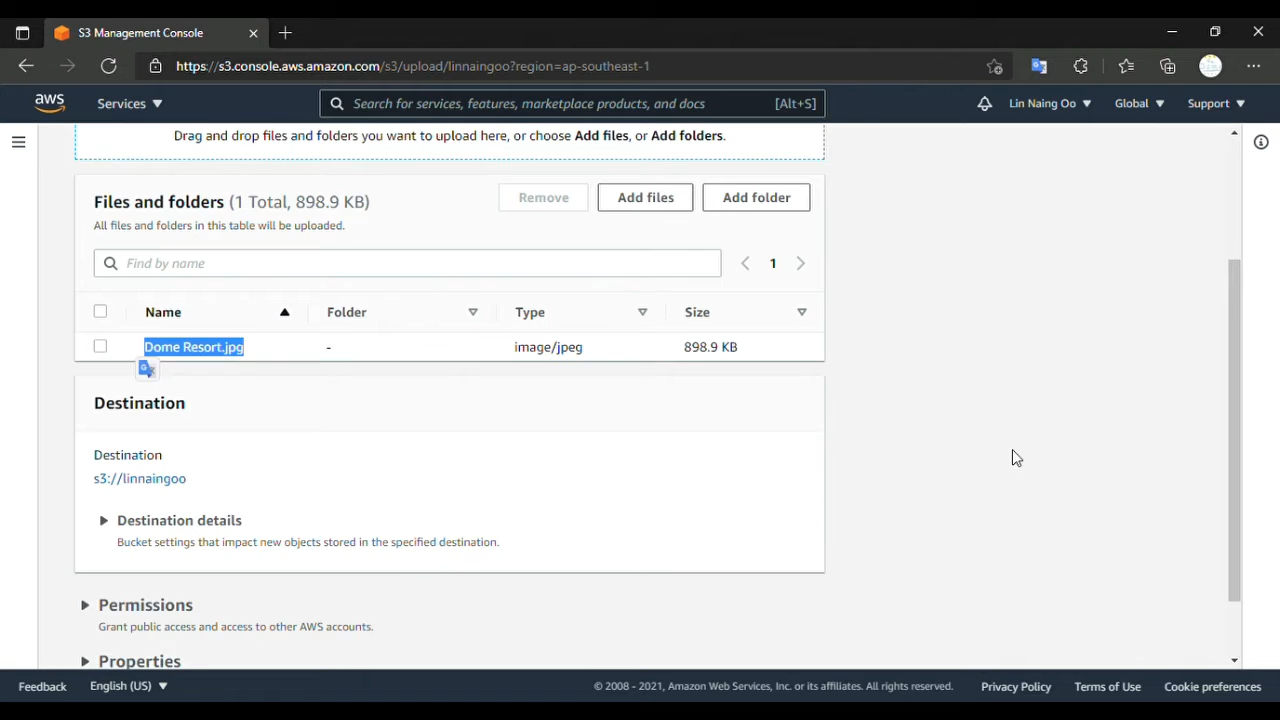 S3 Management Console
https://s3.console.aws.amazon.com/s3/upload/linnaingoo?region=ap-southeast-1
aws Services Search for services, features, marketplace products, and docs [Alt+S] Lin Naing Oo Global Support
Drag and drop files and folders you want to upload here, or choose Add files, or Add folders.
Files and folders (1 Total, 898.9 KB) Remove Add files Add folder
All files and folders in this table will be uploaded.
Find by name 1
Name Folder Type Size
Dome Resort.jpg - image/jpeg 898.9 KB
Destination
Destination
s3://linnaingoo
Destination details
Bucket settings that impact new objects stored in the specified destination.
Permissions
Grant public access and access to other AWS accounts.
Properties
Feedback English (US) © 2008 - 2021, Amazon Web Services, Inc. or its affiliates. All rights reserved. Privacy Policy Terms of Use Cookie preferences